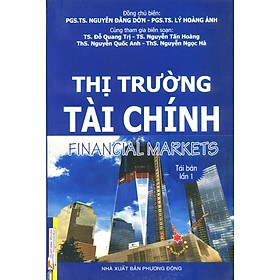 Đồng chủ biên:
PGS.TS. NGUYỄN ĐĂNG DỜN - PGS.TS. LÝ HOÀNG ÁNH
Cùng tham gia biên soạn:
TS. Đỗ Quang Trị - TS. Nguyễn Tấn Hoàng
ThS. Nguyễn Quốc Anh - ThS. Nguyễn Ngọc Hà
THỊ TRƯỜNG
TÀI CHÍNH
FINANCIAL MARKETS
Tái bản
lần 1
NHÀ XUẤT BẢN PHƯƠNG ĐÔNG